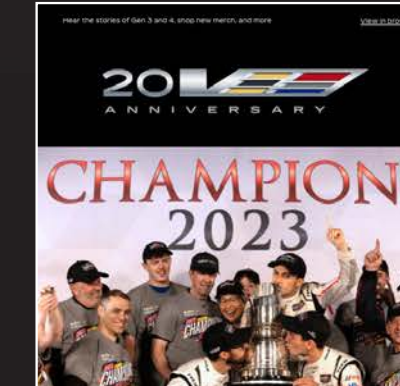 Hear the stories of Gen 3 and 4, shop new merch, and more
View in bro
20 V
ANNIVERSARY
CHAMPION
2023